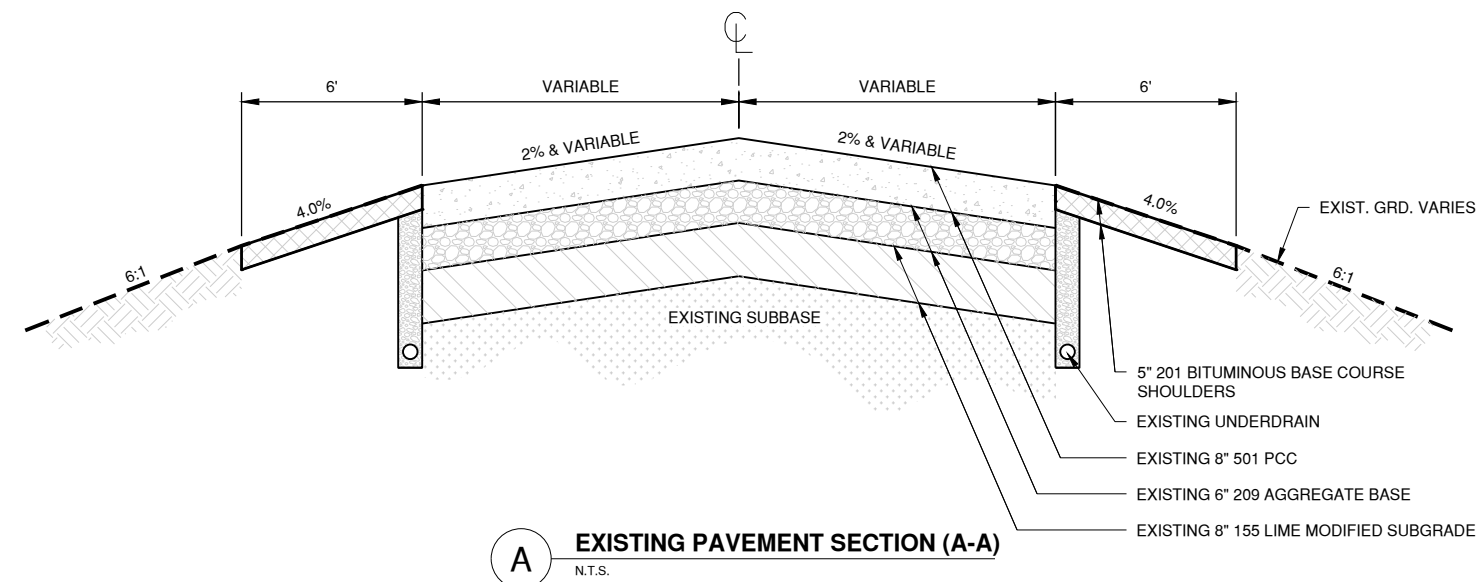 ℄
6'
VARIABLE
VARIABLE
6'
2% & VARIABLE
2% & VARIABLE
4.0%
4.0%
EXIST. GRD. VARIES
6:1
6:1
EXISTING SUBBASE
5" 201 BITUMINOUS BASE COURSE
SHOULDERS
EXISTING UNDERDRAIN
EXISTING 8" 501 PCC
EXISTING 6" 209 AGGREGATE BASE
EXISTING 8" 155 LIME MODIFIED SUBGRADE
A
EXISTING PAVEMENT SECTION (A-A)
N.T.S.